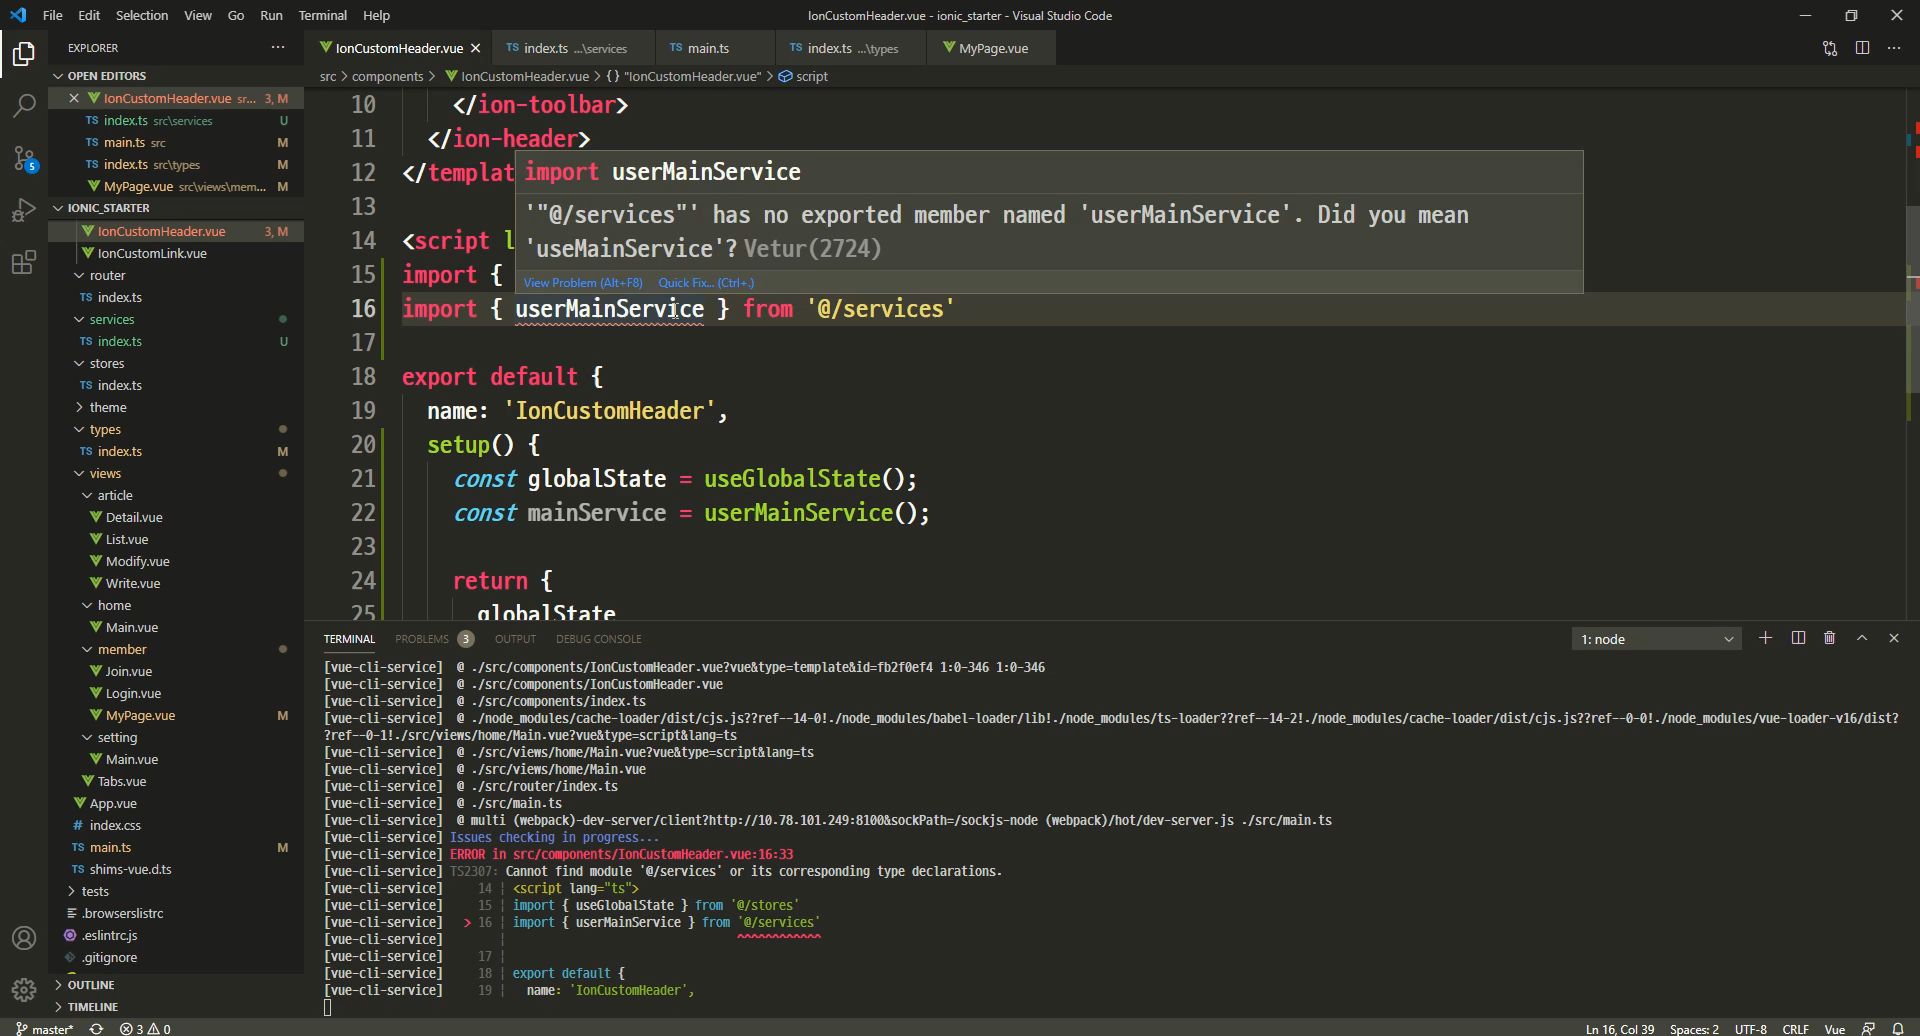 File Edit Selection View Go Run Terminal Help
IonCustomHeader.vue - ionic_starter - Visual Studio Code
EXPLORER
OPEN EDITORS
IonCustomHeader.vue sr... 3, M
TS index.ts src\services U
TS main.ts src M
TS index.ts src\types M
MyPage.vue src\views\mem... M
IONIC_STARTER
IonCustomHeader.vue 3, M
IonCustomLink.vue
router
TS index.ts
services
TS index.ts U
stores
TS index.ts
theme
types
TS index.ts M
views
article
Detail.vue
List.vue
Modify.vue
Write.vue
home
Main.vue
member
Join.vue
Login.vue
MyPage.vue M
setting
Main.vue
Tabs.vue
App.vue
# index.css
TS main.ts M
TS shims-vue.d.ts
tests
.browserslistrc
.eslintrc.js
.gitignore
OUTLINE
TIMELINE
5
IonCustomHeader.vue
TS index.ts ...\services
TS main.ts
TS index.ts ...\types
MyPage.vue
src > components > IonCustomHeader.vue > {} "IonCustomHeader.vue" > script
10 </ion-toolbar>
11 </ion-header>
12 </templat
13
14 <script l
15 import {
16 import { userMainService } from '@/services'
17
18 export default {
19 name: 'IonCustomHeader',
20 setup() {
21 const globalState = useGlobalState();
22 const mainService = userMainService();
23
24 return {
25 globalState
import userMainService
'"@/services"' has no exported member named 'userMainService'. Did you mean
'useMainService'? Vetur(2724)
View Problem (Alt+F8) Quick Fix... (Ctrl+.)
TERMINAL PROBLEMS 3 OUTPUT DEBUG CONSOLE
1: node
[vue-cli-service] @ ./src/components/IonCustomHeader.vue?vue&type=template&id=fb2f0ef4 1:0-346 1:0-346
[vue-cli-service] @ ./src/components/IonCustomHeader.vue
[vue-cli-service] @ ./src/components/index.ts
[vue-cli-service] @ ./node_modules/cache-loader/dist/cjs.js??ref--14-0!./node_modules/babel-loader/lib!./node_modules/ts-loader??ref--14-2!./node_modules/cache-loader/dist/cjs.js??ref--0-0!./node_modules/vue-loader-v16/dist?
?ref--0-1!./src/views/home/Main.vue?vue&type=script&lang=ts
[vue-cli-service] @ ./src/views/home/Main.vue?vue&type=script&lang=ts
[vue-cli-service] @ ./src/views/home/Main.vue
[vue-cli-service] @ ./src/router/index.ts
[vue-cli-service] @ ./src/main.ts
[vue-cli-service] @ multi (webpack)-dev-server/client?http://10.78.101.249:8100&sockPath=/sockjs-node (webpack)/hot/dev-server.js ./src/main.ts
[vue-cli-service] Issues checking in progress...
[vue-cli-service] ERROR in src/components/IonCustomHeader.vue:16:33
[vue-cli-service] TS2307: Cannot find module '@/services' or its corresponding type declarations.
[vue-cli-service] 14 | <script lang="ts">
[vue-cli-service] 15 | import { useGlobalState } from '@/stores'
[vue-cli-service] > 16 | import { userMainService } from '@/services'
[vue-cli-service] |
[vue-cli-service] 17 |
[vue-cli-service] 18 | export default {
[vue-cli-service] 19 | name: 'IonCustomHeader',
master* 3 0
Ln 16, Col 39 Spaces: 2 UTF-8 CRLF Vue